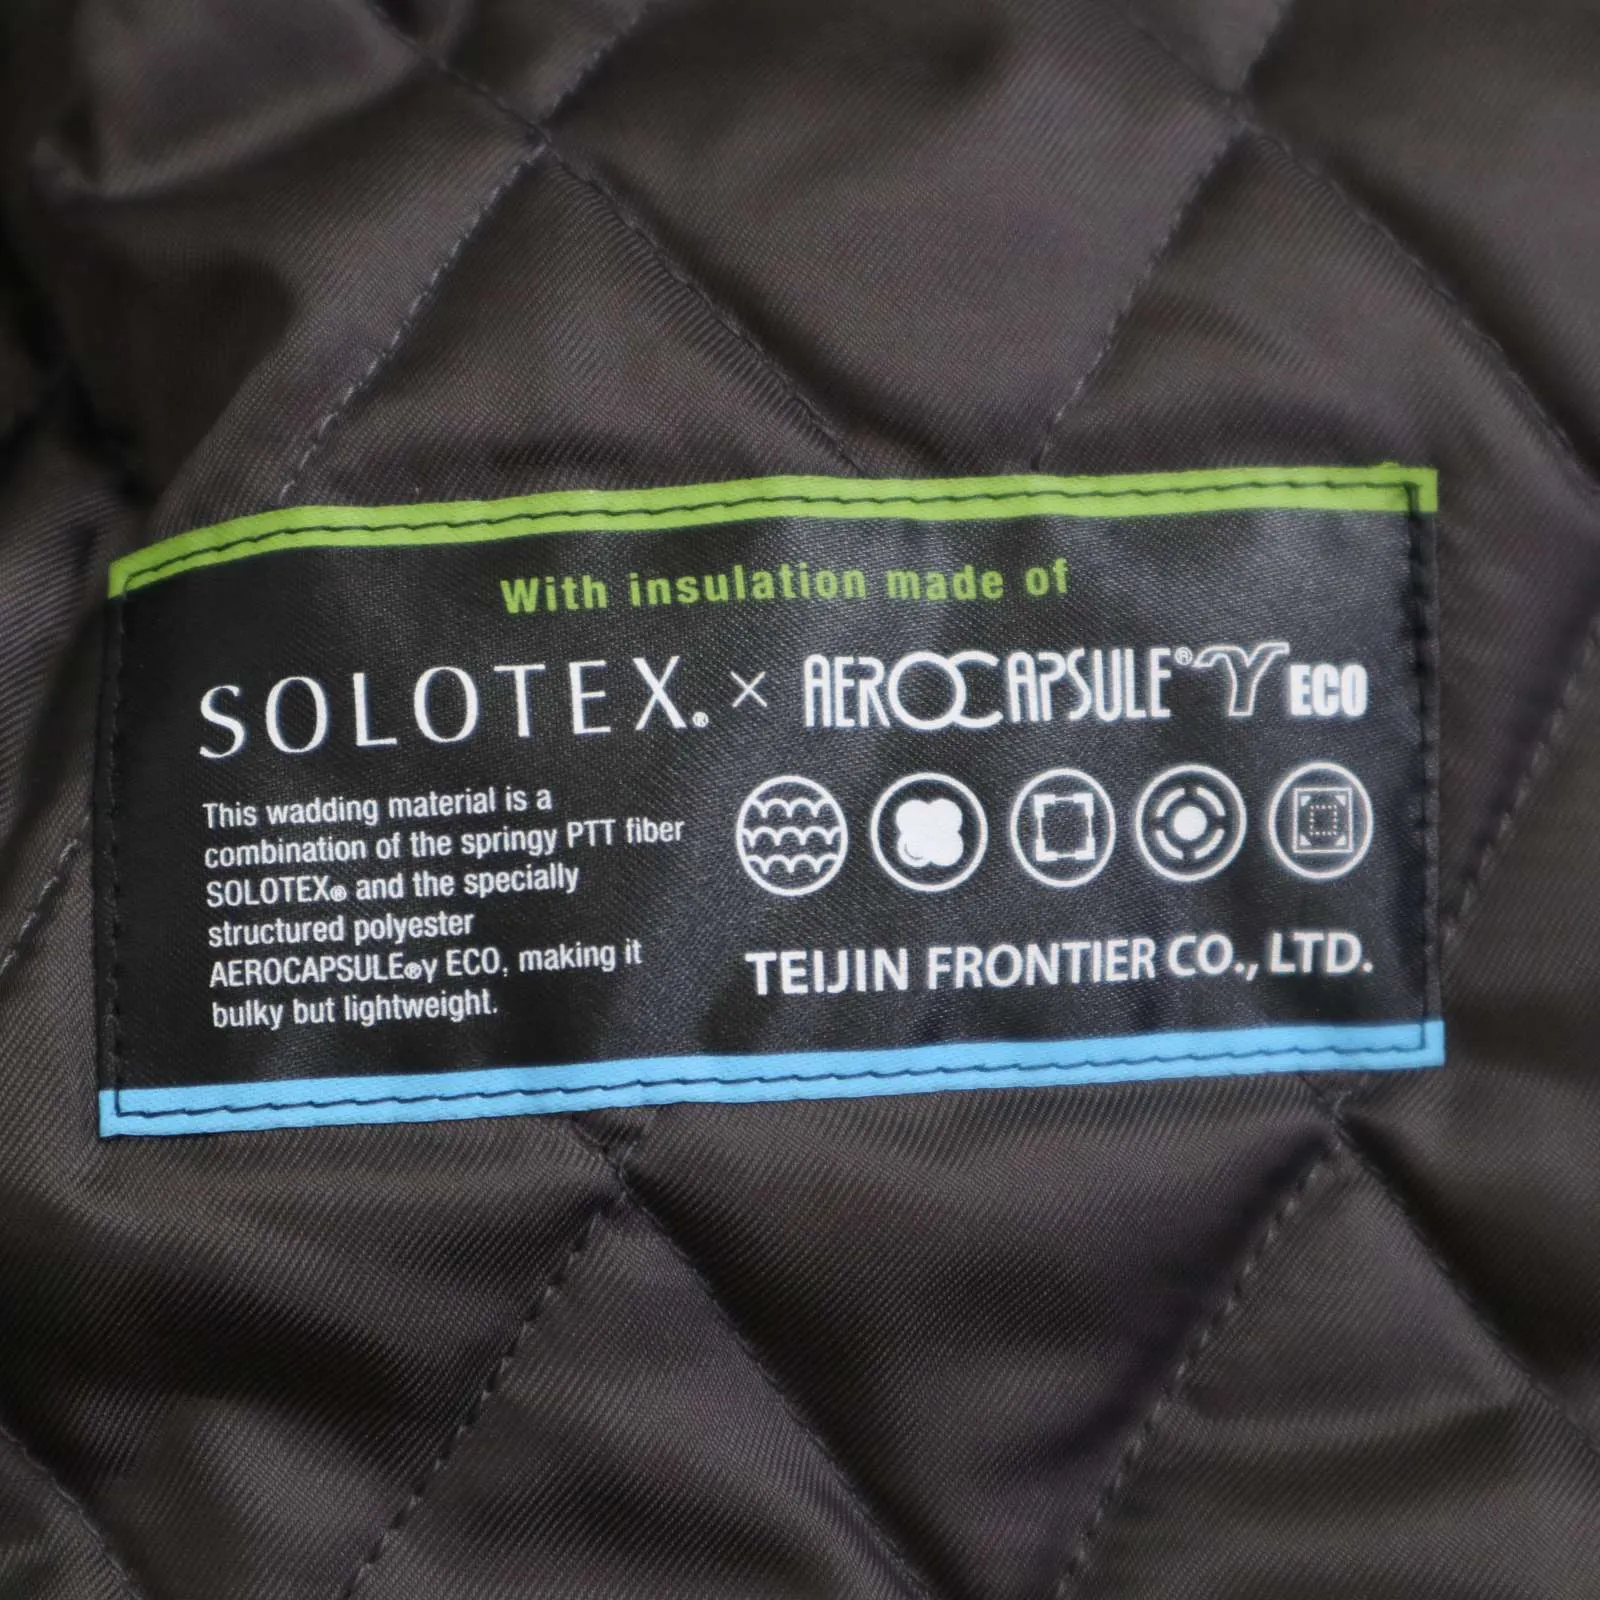 With insulation made of
SOLOTEX® × AEROCAPSULE®γ ECO
This wadding material is a
combination of the springy PTT fiber
SOLOTEX® and the specially
structured polyester
AEROCAPSULE®γ ECO, making it
bulky but lightweight.
TEIJIN FRONTIER CO., LTD.